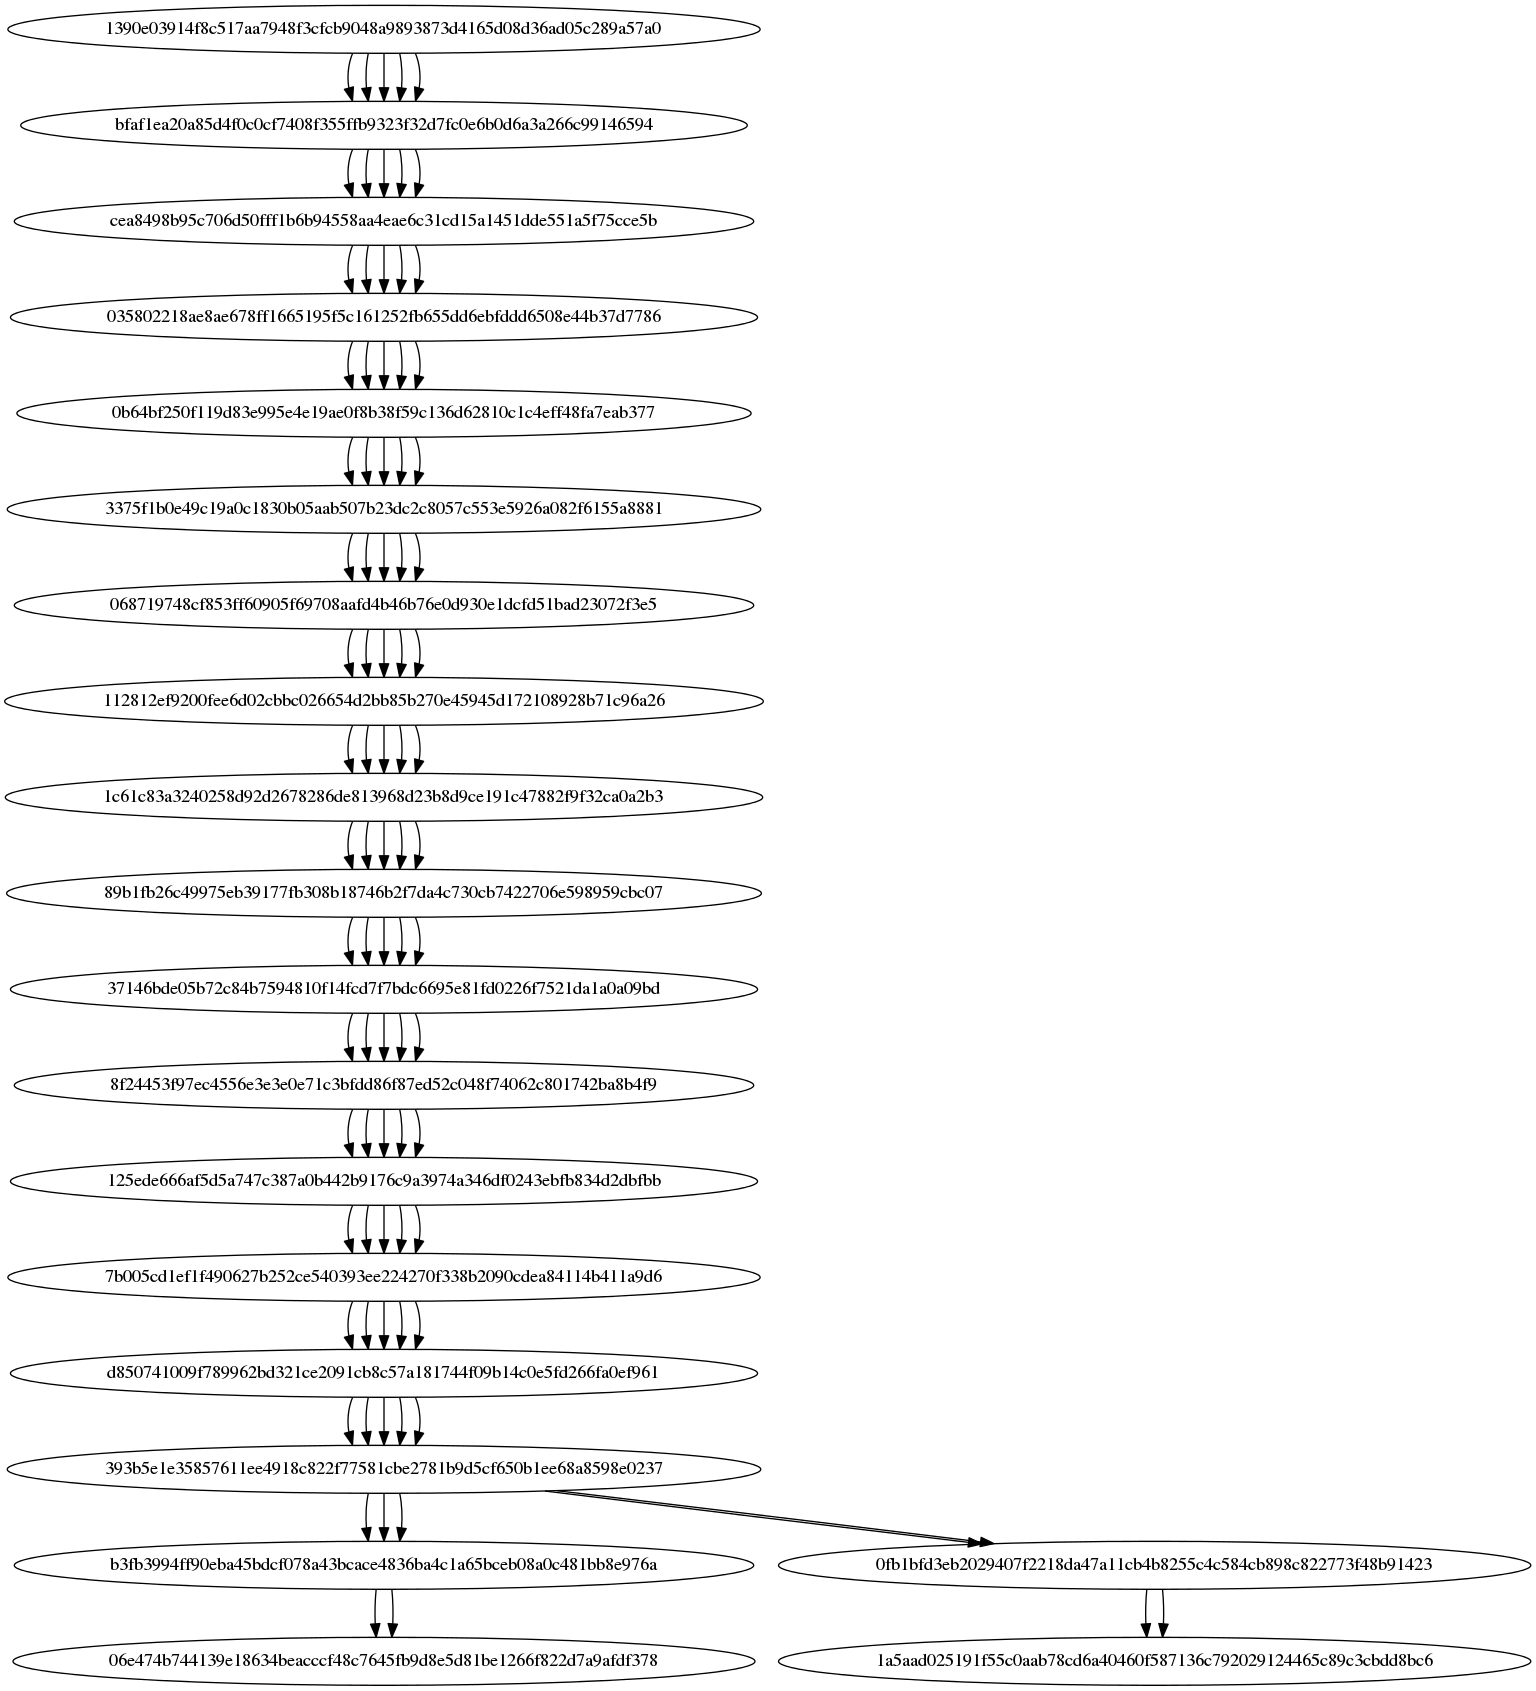 1390e03914f8c517aa7948f3cfcb9048a9893873d4165d08d36ad05c289a57a0
bfaf1ea20a85d4f0c0cf7408f355ffb9323f32d7fc0e6b0d6a3a266c99146594
cea8498b95c706d50fff1b6b94558aa4eae6c31cd15a1451dde551a5f75cce5b
035802218ae8ae678ff1665195f5c161252fb655dd6ebfddd6508e44b37d7786
0b64bf250f119d83e995e4e19ae0f8b38f59c136d62810c1c4eff48fa7eab377
3375f1b0e49c19a0c1830b05aab507b23dc2c8057c553e5926a082f6155a8881
068719748cf853ff60905f69708aafd4b46b76e0d930e1dcfd51bad23072f3e5
112812ef9200fee6d02cbbc026654d2bb85b270e45945d172108928b71c96a26
1c61c83a3240258d92d2678286de813968d23b8d9ce191c47882f9f32ca0a2b3
89b1fb26c49975eb39177fb308b18746b2f7da4c730cb7422706e598959cbc07
37146bde05b72c84b7594810f14fcd7f7bdc6695e81fd0226f7521da1a0a09bd
8f24453f97ec4556e3e3e0e71c3bfdd86f87ed52c048f74062c801742ba8b4f9
125ede666af5d5a747c387a0b442b9176c9a3974a346df0243ebfb834d2dbfbb
7b005cd1ef1f490627b252ce540393ee224270f338b2090cdea84114b411a9d6
d850741009f789962bd321ce2091cb8c57a181744f09b14c0e5fd266fa0ef961
393b5e1e35857611ee4918c822f77581cbe2781b9d5cf650b1ee68a8598e0237
b3fb3994ff90eba45bdcf078a43bcace4836ba4c1a65bceb08a0c481bb8e976a
0fb1bfd3eb2029407f2218da47a11cb4b8255c4c584cb898c822773f48b91423
06e474b744139e18634beacccf48c7645fb9d8e5d81be1266f822d7a9afdf378
1a5aad025191f55c0aab78cd6a40460f587136c792029124465c89c3cbdd8bc6